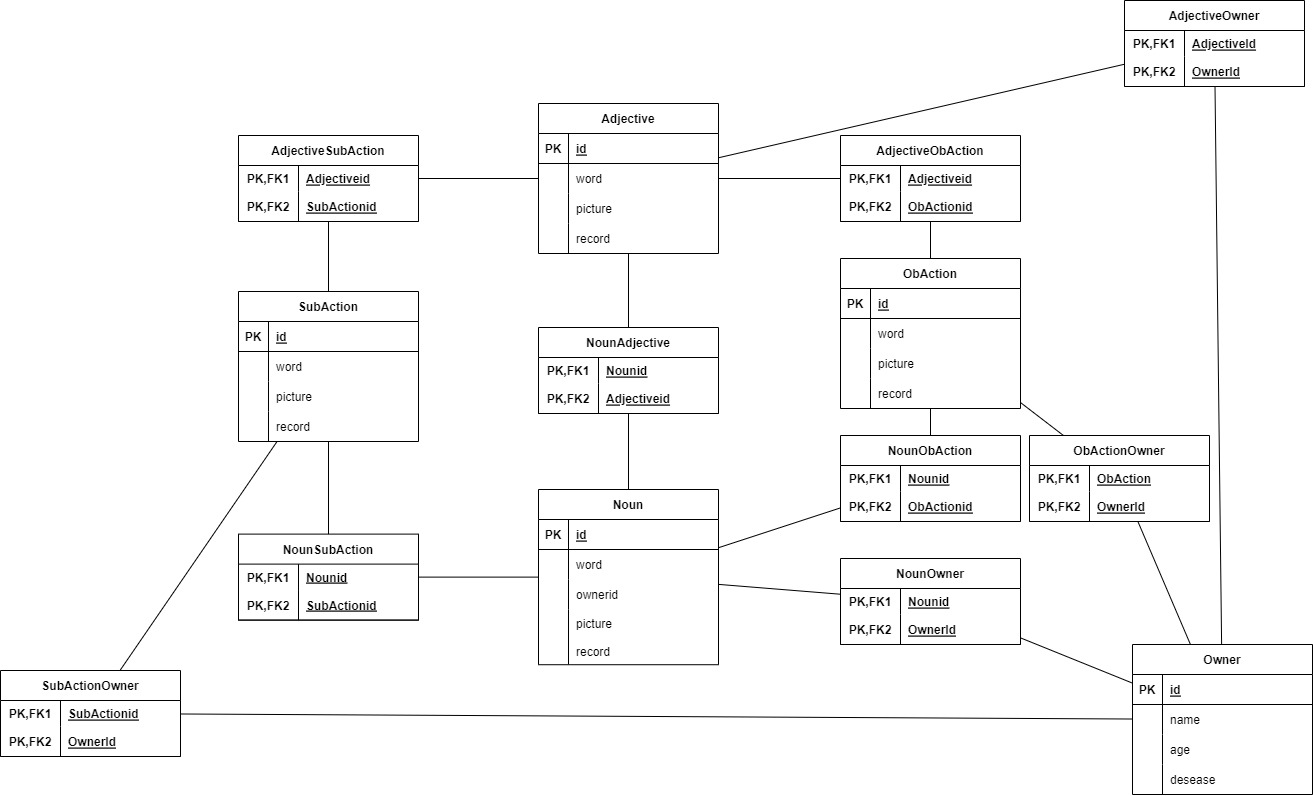 AdjectiveOwner
PK,FK1 AdjectiveId
PK,FK2 OwnerId
Adjective
PK id
word
picture
record
AdjectiveSubAction
PK,FK1 Adjectiveid
PK,FK2 SubActionid
AdjectiveObAction
PK,FK1 Adjectiveid
PK,FK2 ObActionid
ObAction
PK id
word
picture
record
SubAction
PK id
word
picture
record
NounAdjective
PK,FK1 Nounid
PK,FK2 Adjectiveid
NounObAction
PK,FK1 Nounid
PK,FK2 ObActionid
ObActionOwner
PK,FK1 ObAction
PK,FK2 OwnerId
Noun
PK id
word
ownerid
picture
record
NounSubAction
PK,FK1 Nounid
PK,FK2 SubActionid
NounOwner
PK,FK1 Nounid
PK,FK2 OwnerId
Owner
PK id
name
age
desease
SubActionOwner
PK,FK1 SubActionid
PK,FK2 OwnerId